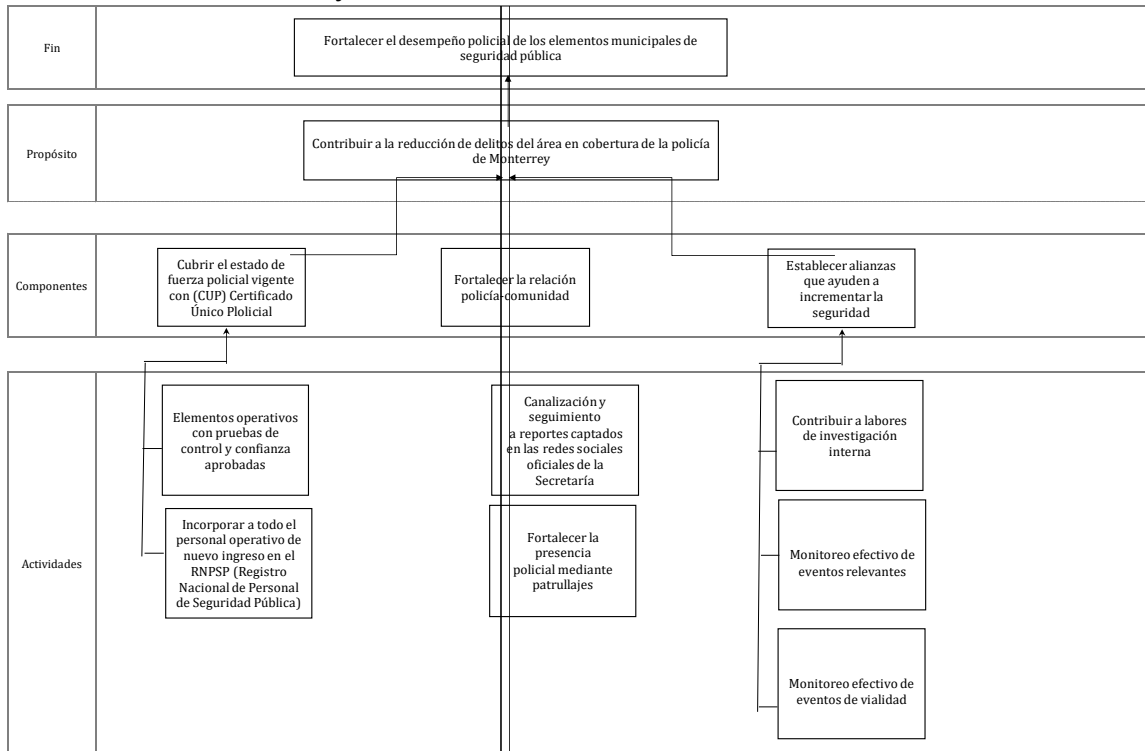 Fin
Fortalecer el desempeño policial de los elementos municipales de
seguridad pública
Propósito
Contribuir a la reducción de delitos del área en cobertura de la policía
de Monterrey
Componentes
Cubrir el estado de
fuerza policial vigente
con (CUP) Certificado
Único Plolicial
Fortalecer la relación
policía-comunidad
Establecer alianzas
que ayuden a
incrementar la
seguridad
Actividades
Elementos operativos
con pruebas de
control y confianza
aprobadas
Canalización y
seguimiento
a reportes captados
en las redes sociales
oficiales de la
Secretaría
Contribuir a labores
de investigación
interna
Incorporar a todo el
personal operativo de
nuevo ingreso en el
RNPSP (Registro
Nacional de Personal
de Seguridad Pública)
Fortalecer la
presencia
policial mediante
patrullajes
Monitoreo efectivo de
eventos relevantes
Monitoreo efectivo de
eventos de vialidad